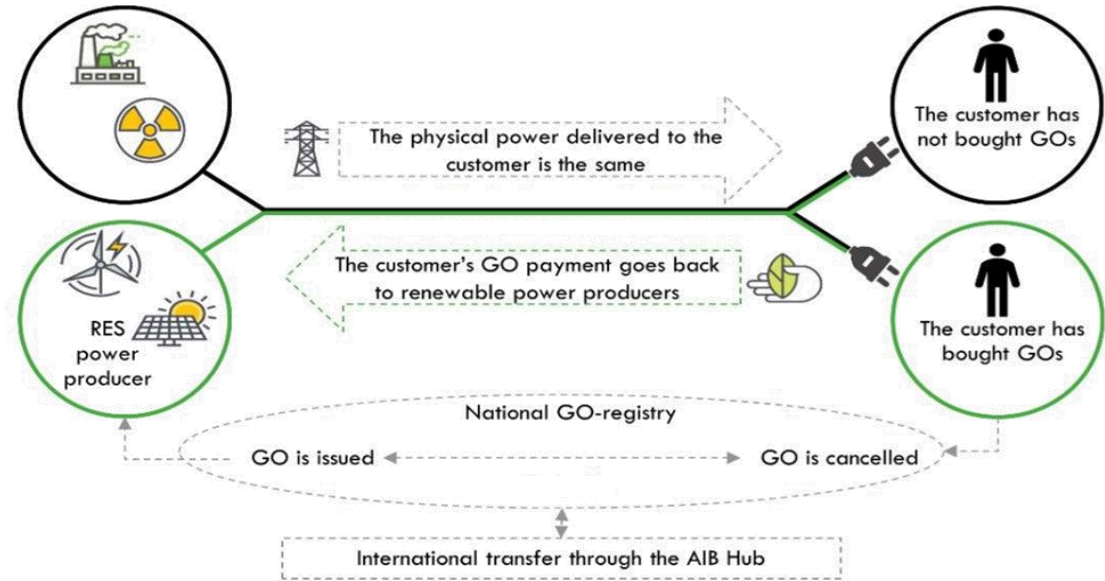 The customer has
not bought GOs
The physical power delivered to the
customer is the same
The customer's GO payment goes back
to renewable power producers
RES
power
producer
The customer has
bought GOs
National GO-registry
GO is issued
GO is cancelled
International transfer through the AIB Hub